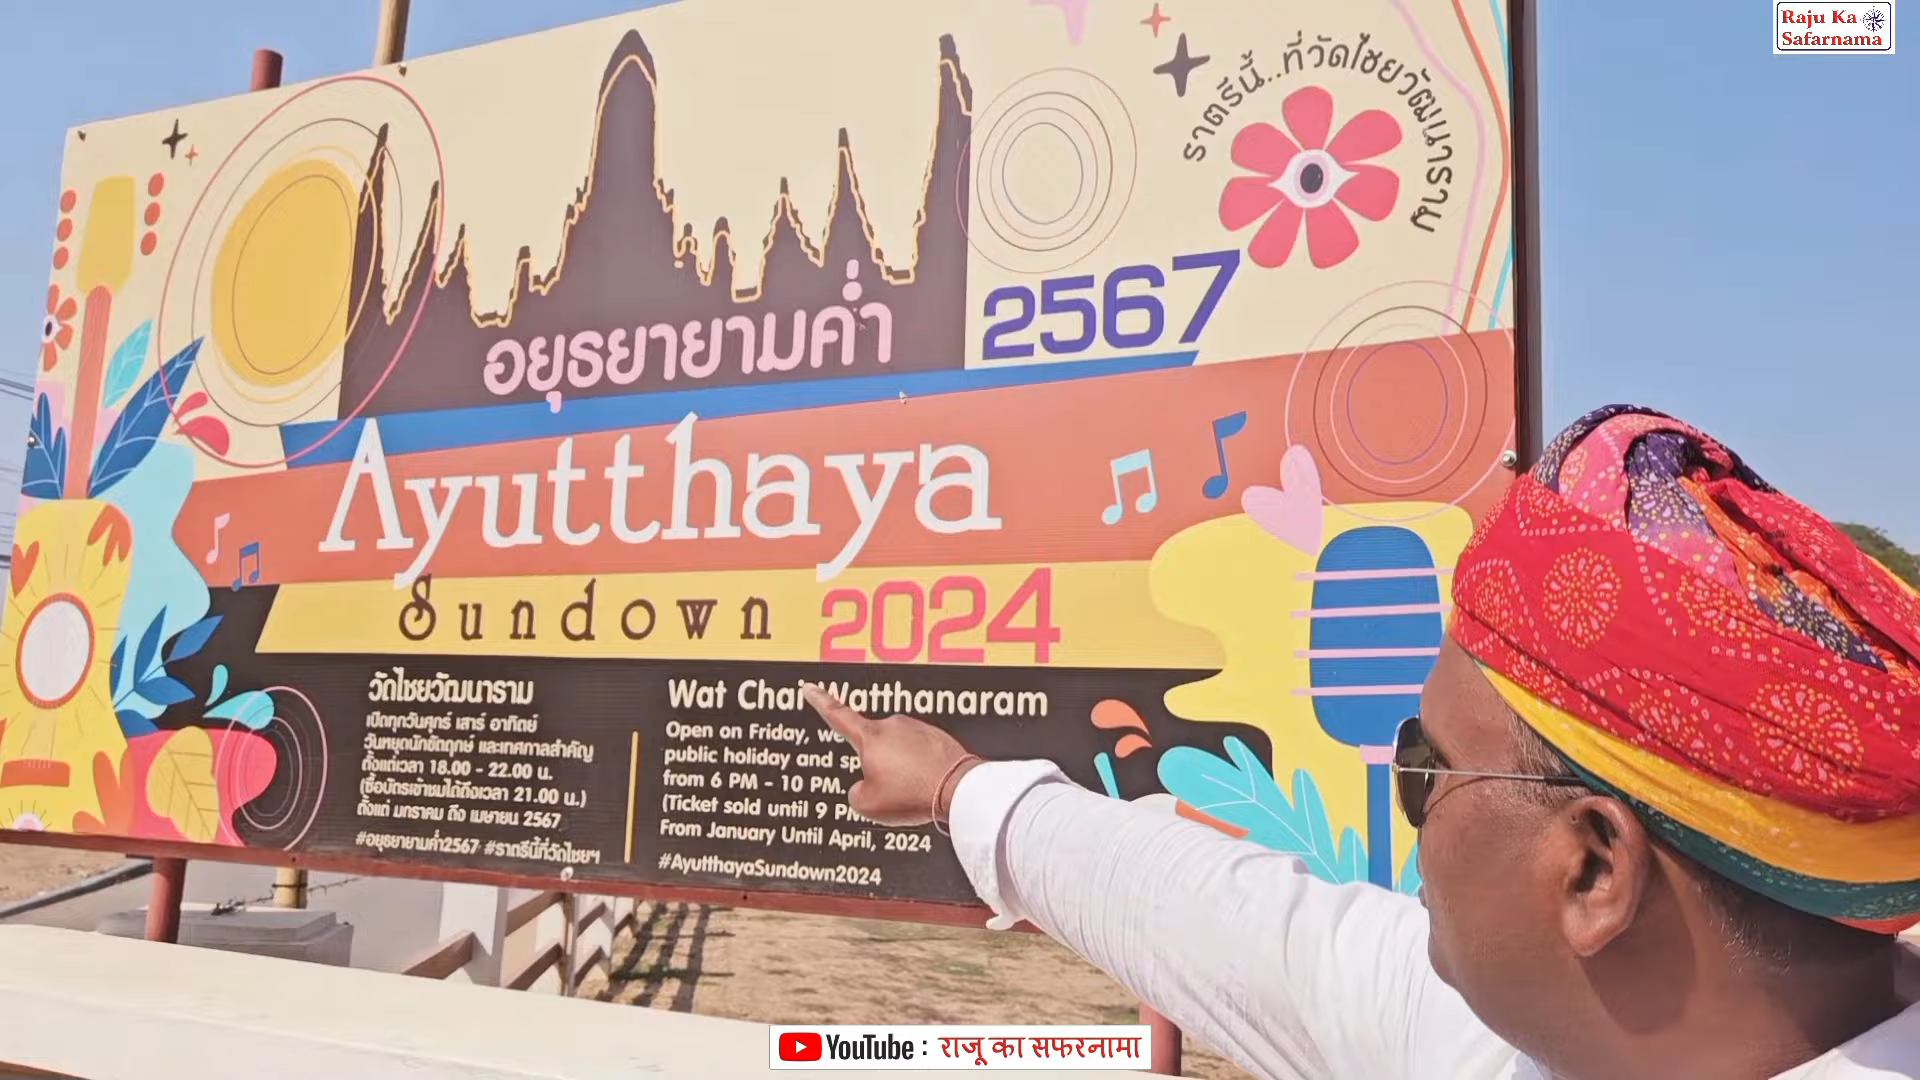 Raju Ka
Safarnama
ราตรีนี้..ที่วัดไชยวัฒนาราม
อยุธยายามค่ำ 2567
Ayutthaya
Sundown 2024
วัดไชยวัฒนาราม
เปิดทุกวันศุกร์ เสาร์ อาทิตย์
วันหยุดนักขัตฤกษ์ และเทศกาลสำคัญ
ตั้งแต่เวลา 18.00 - 22.00 น.
(ซื้อบัตรเข้าชมได้ถึงเวลา 21.00 น.)
ตั้งแต่ มกราคม ถึง เมษายน 2567
#อยุธยายามค่ำ2567 #ราตรีนี้ที่วัดไชยฯ
Wat Chai Watthanaram
Open on Friday, we
public holiday and sp
from 6 PM - 10 PM.
(Ticket sold until 9 PM
From January Until April, 2024
#AyutthayaSundown2024
YouTube : राजू का सफरनामा